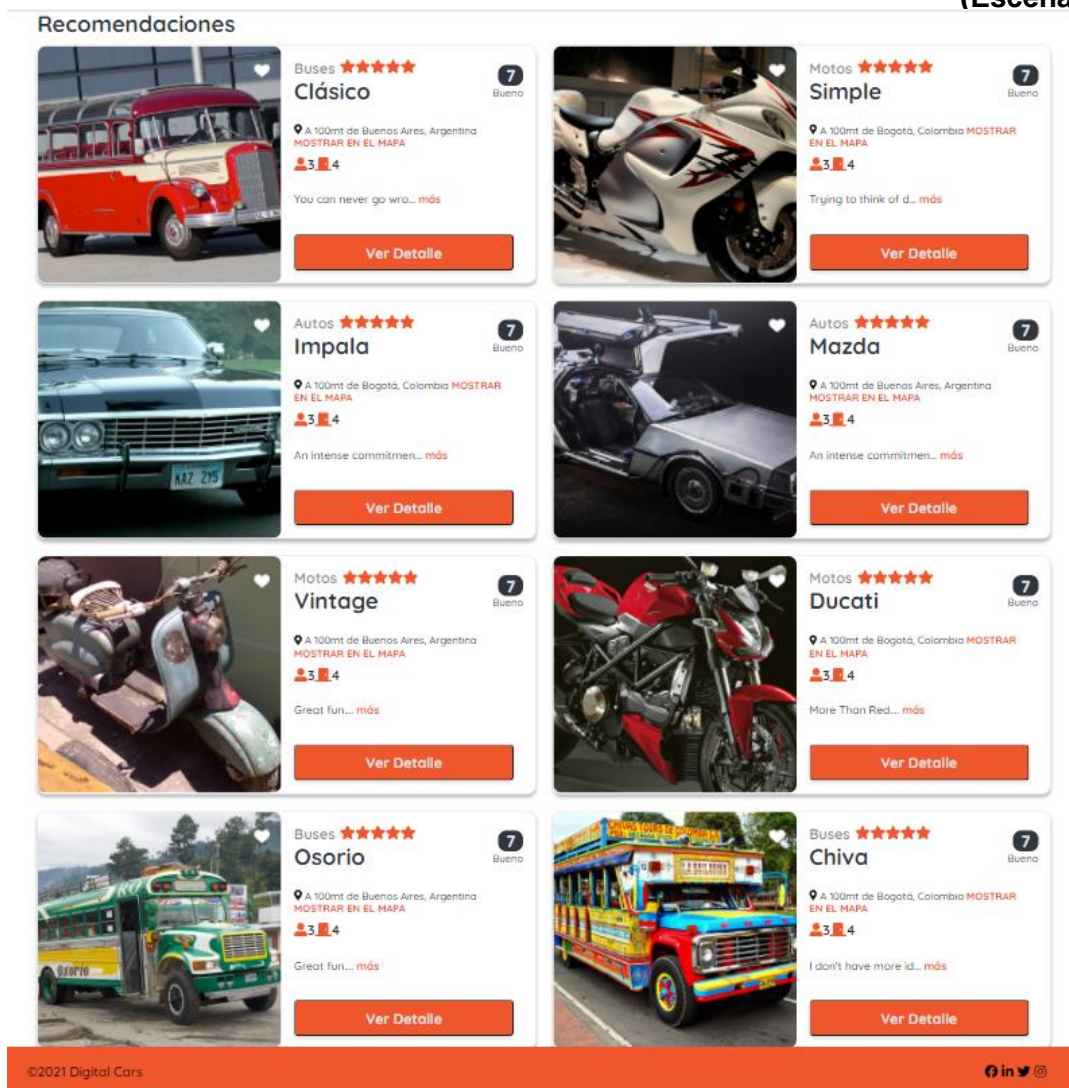 (Escena
Recomendaciones
Buses
Clásico
7
Bueno
A 100mt de Buenos Aires, Argentina
MOSTRAR EN EL MAPA
3 4
You can never go wro... más
Ver Detalle
Motos
Simple
7
Bueno
A 100mt de Bogotá, Colombia MOSTRAR
EN EL MAPA
3 4
Trying to think of d... más
Ver Detalle
Autos
Impala
7
Bueno
A 100mt de Bogotá, Colombia MOSTRAR
EN EL MAPA
3 4
An intense commitmen... más
Ver Detalle
KAZ 2Y5
Autos
Mazda
7
Bueno
A 100mt de Buenos Aires, Argentina
MOSTRAR EN EL MAPA
3 4
An intense commitmen... más
Ver Detalle
Motos
Vintage
7
Bueno
A 100mt de Buenos Aires, Argentina
MOSTRAR EN EL MAPA
3 4
Great fun.... más
Ver Detalle
Motos
Ducati
7
Bueno
A 100mt de Bogotá, Colombia MOSTRAR
EN EL MAPA
3 4
More Than Red.... más
Ver Detalle
Buses
Osorio
7
Bueno
A 100mt de Buenos Aires, Argentina
MOSTRAR EN EL MAPA
3 4
Great fun.... más
Ver Detalle
Osorio
Buses
Chiva
7
Bueno
A 100mt de Bogotá, Colombia MOSTRAR
EN EL MAPA
3 4
I don't have more id... más
Ver Detalle
CHIVAS TOURS DE COLOMBIA
©2021 Digital Cars